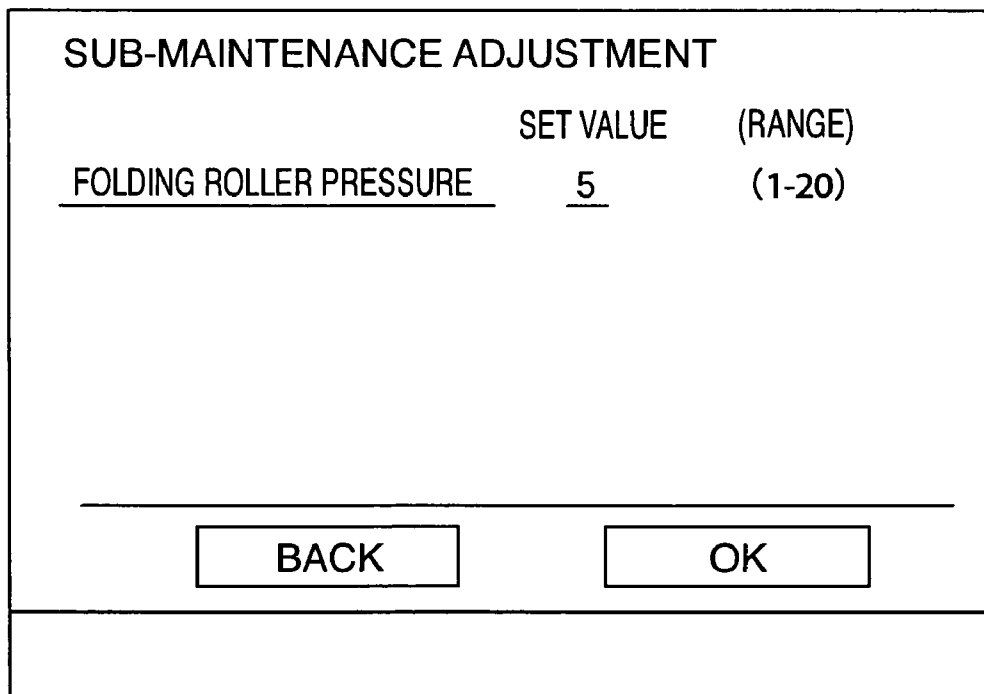 SUB-MAINTENANCE ADJUSTMENT
SET VALUE (RANGE)
FOLDING ROLLER PRESSURE 5 (1-20)
BACK OK